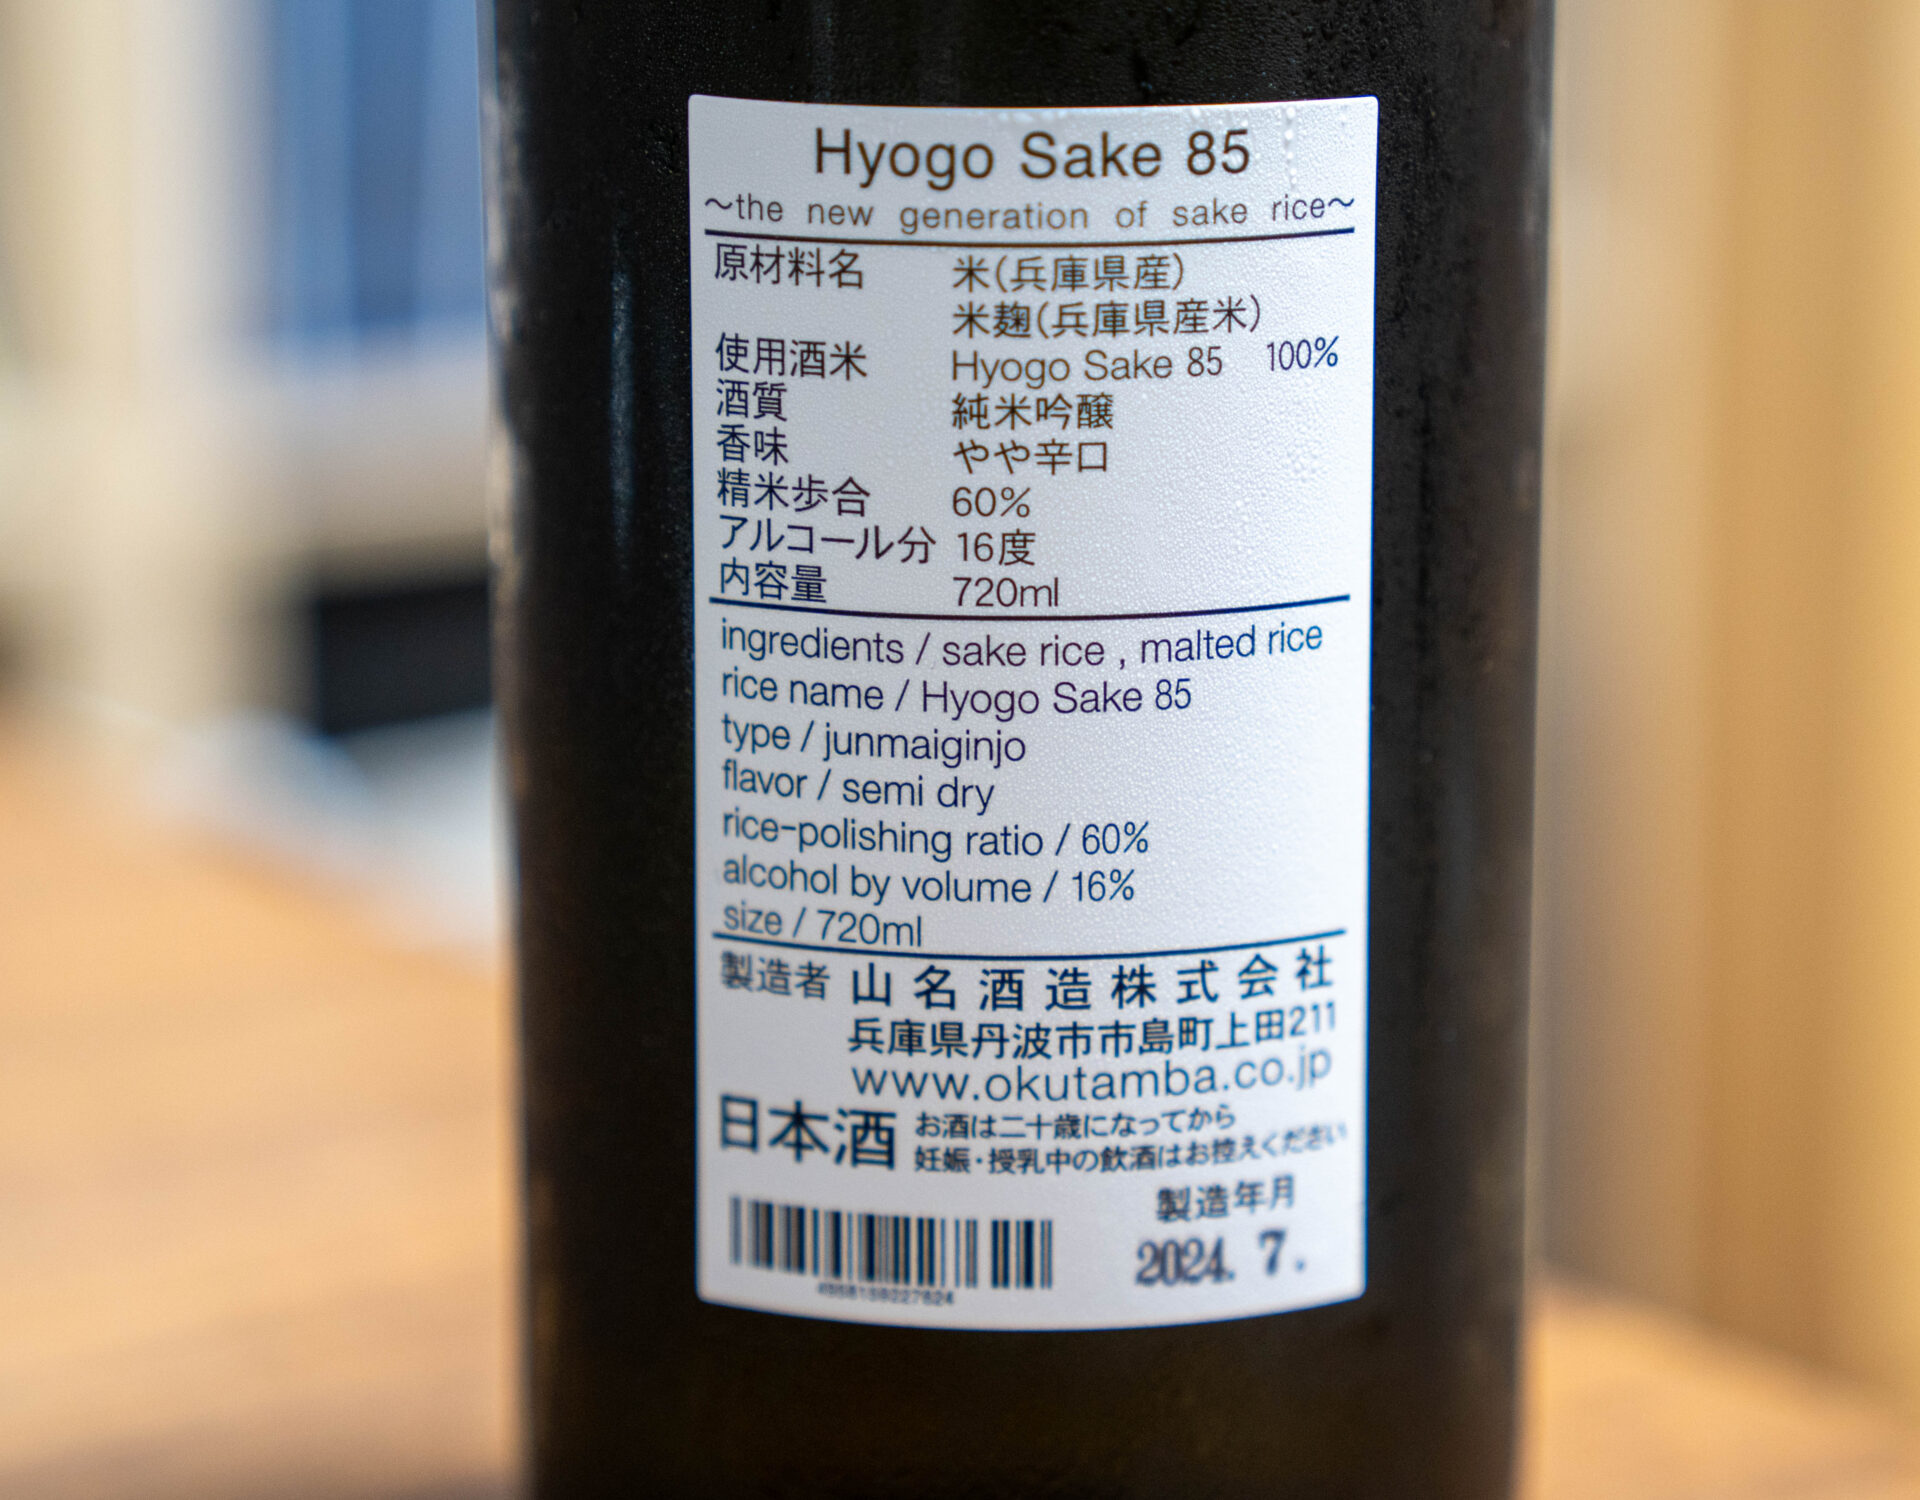 Hyogo Sake 85
～the new generation of sake rice～
原材料名 米(兵庫県産)
米麹(兵庫県産米)
使用酒米 Hyogo Sake 85 100%
酒質 純米吟醸
香味 やや辛口
精米歩合 60%
アルコール分 16度
内容量 720ml
ingredients / sake rice , malted rice
rice name / Hyogo Sake 85
type / junmaiginjo
flavor / semi dry
rice-polishing ratio / 60%
alcohol by volume / 16%
size / 720ml
製造者 山名酒造株式会社
兵庫県丹波市市島町上田211
www.okutamba.co.jp
日本酒 お酒は二十歳になってから
妊娠・授乳中の飲酒はお控えください
製造年月
2024. 7.